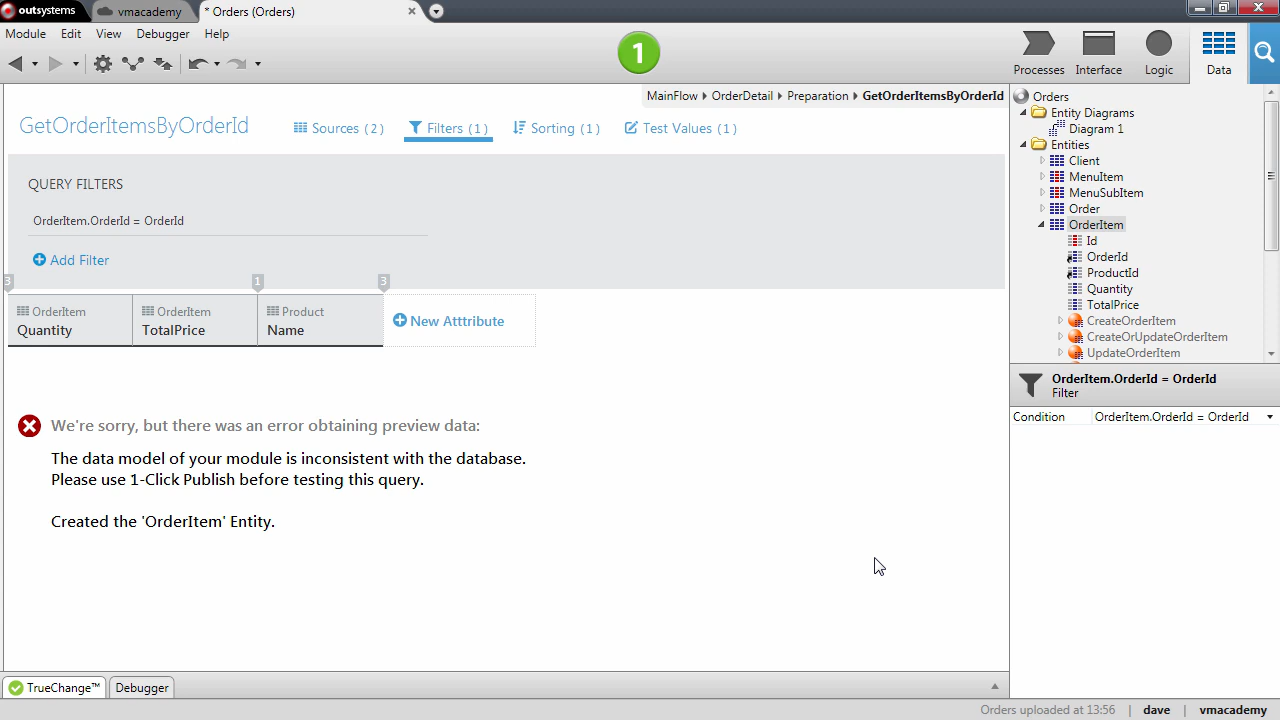 outsystems
vmacademy
* Orders (Orders)
Module Edit View Debugger Help
1
Processes Interface Logic Data
MainFlow OrderDetail Preparation GetOrderItemsByOrderId
GetOrderItemsByOrderId
Sources (2) Filters (1) Sorting (1) Test Values (1)
QUERY FILTERS
OrderItem.OrderId = OrderId
Add Filter
3 1 3
OrderItem OrderItem Product
Quantity TotalPrice Name
New Atttribute
We're sorry, but there was an error obtaining preview data:
The data model of your module is inconsistent with the database.
Please use 1-Click Publish before testing this query.
Created the 'OrderItem' Entity.
Orders
Entity Diagrams
Diagram 1
Entities
Client
MenuItem
MenuSubItem
Order
OrderItem
Id
OrderId
ProductId
Quantity
TotalPrice
CreateOrderItem
CreateOrUpdateOrderItem
UpdateOrderItem
OrderItem.OrderId = OrderId
Filter
Condition OrderItem.OrderId = OrderId
TrueChange™ Debugger
Orders uploaded at 13:56 | dave | vmacademy